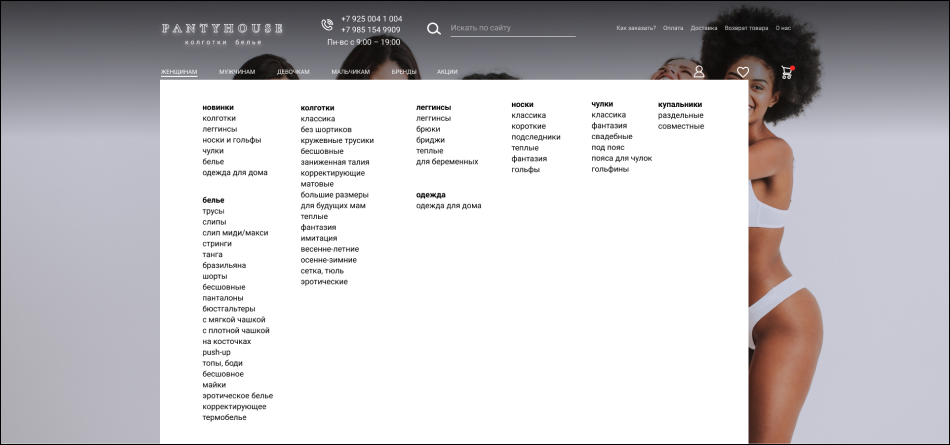 PANTYHOUSE
колготки белье
+7 925 004 1 004
+7 985 154 9909
Пн-вс с 9:00 – 19:00
Искать по сайту
Как заказать? Оплата Доставка Возврат товара О нас
ЖЕНЩИНАМ МУЖЧИНАМ ДЕВОЧКАМ МАЛЬЧИКАМ БРЕНДЫ АКЦИИ
новинки
колготки
леггинсы
носки и гольфы
чулки
белье
одежда для дома
белье
трусы
слипы
слип миди/макси
стринги
танга
бразильяна
шорты
бесшовные
панталоны
бюстгальтеры
с мягкой чашкой
с плотной чашкой
на косточках
push-up
топы, боди
бесшовное
майки
эротическое белье
корректирующее
термобелье
колготки
классика
без шортиков
кружевные трусики
бесшовные
заниженная талия
корректирующие
матовые
большие размеры
для будущих мам
теплые
фантазия
имитация
весенне-летние
осенне-зимние
сетка, тюль
эротические
леггинсы
леггинсы
брюки
бриджи
теплые
для беременных
одежда
одежда для дома
носки
классика
короткие
подследники
теплые
фантазия
гольфы
чулки
классика
фантазия
свадебные
под пояс
пояса для чулок
гольфины
купальники
раздельные
совместные